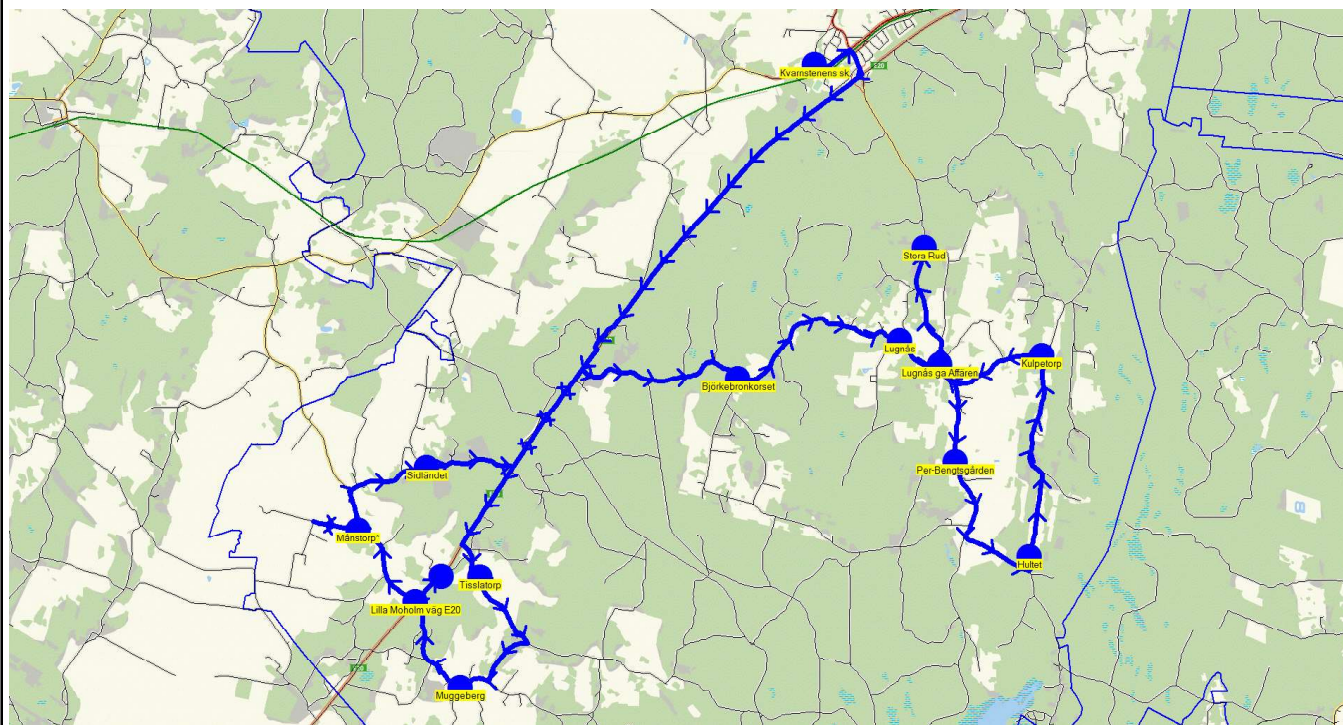 Kvarnstenens sk.
E20
Stora Rud
Lugnås
Lugnås ga Affären
Kulpetorp
Björkebronkorset
Per-Bengtsgården
Sidlandet
Månstorp*
Hultet
Tisslatorp
Lilla Moholm väg E20
Muggeberg